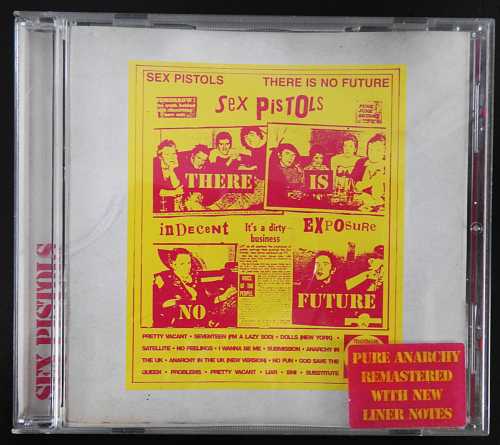 SEX PISTOLS THERE IS NO FUTURE
SEX PISTOLS
THERE IS
inDECENT It's a dirty EXPOSURE
business
NO FUTURE
PRETTY VACANT • SEVENTEEN (I'M A LAZY SOD) • DOLLS (NEW YORK) •
SATELLITE • NO FEELINGS • I WANNA BE ME • SUBMISSION • ANARCHY IN
THE UK • ANARCHY IN THE UK (NEW VERSION) • NO FUN • GOD SAVE THE
QUEEN • PROBLEMS • PRETTY VACANT • LIAR • EMI • SUBSTITUTE
PURE ANARCHY
REMASTERED
WITH NEW
LINER NOTES
SEX PISTOLS